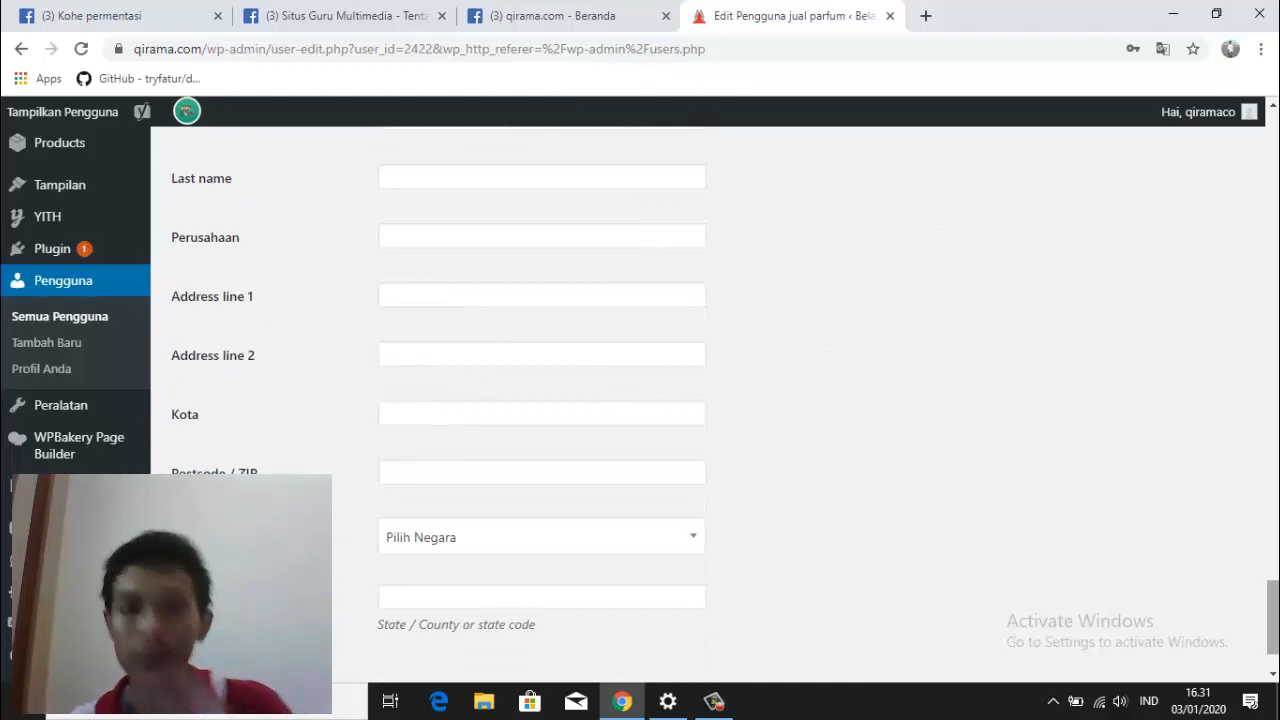 (3) Kohe permentasi
(3) Situs Guru Multimedia - Tenta
(3) qirama.com - Beranda
Edit Pengguna jual parfum ‹ Bela
qirama.com/wp-admin/user-edit.php?user_id=2422&wp_http_referer=%2Fwp-admin%2Fusers.php
Apps
GitHub - tryfatur/d...
Tampilkan Pengguna
Hai, qiramaco
Products
Tampilan
YITH
Plugin 1
Pengguna
Semua Pengguna
Tambah Baru
Profil Anda
Peralatan
WPBakery Page
Builder
Last name
Perusahaan
Address line 1
Address line 2
Kota
Postcode / ZIP
Pilih Negara
State / County or state code
Activate Windows
Go to Settings to activate Windows.
IND
16.31
03/01/2020